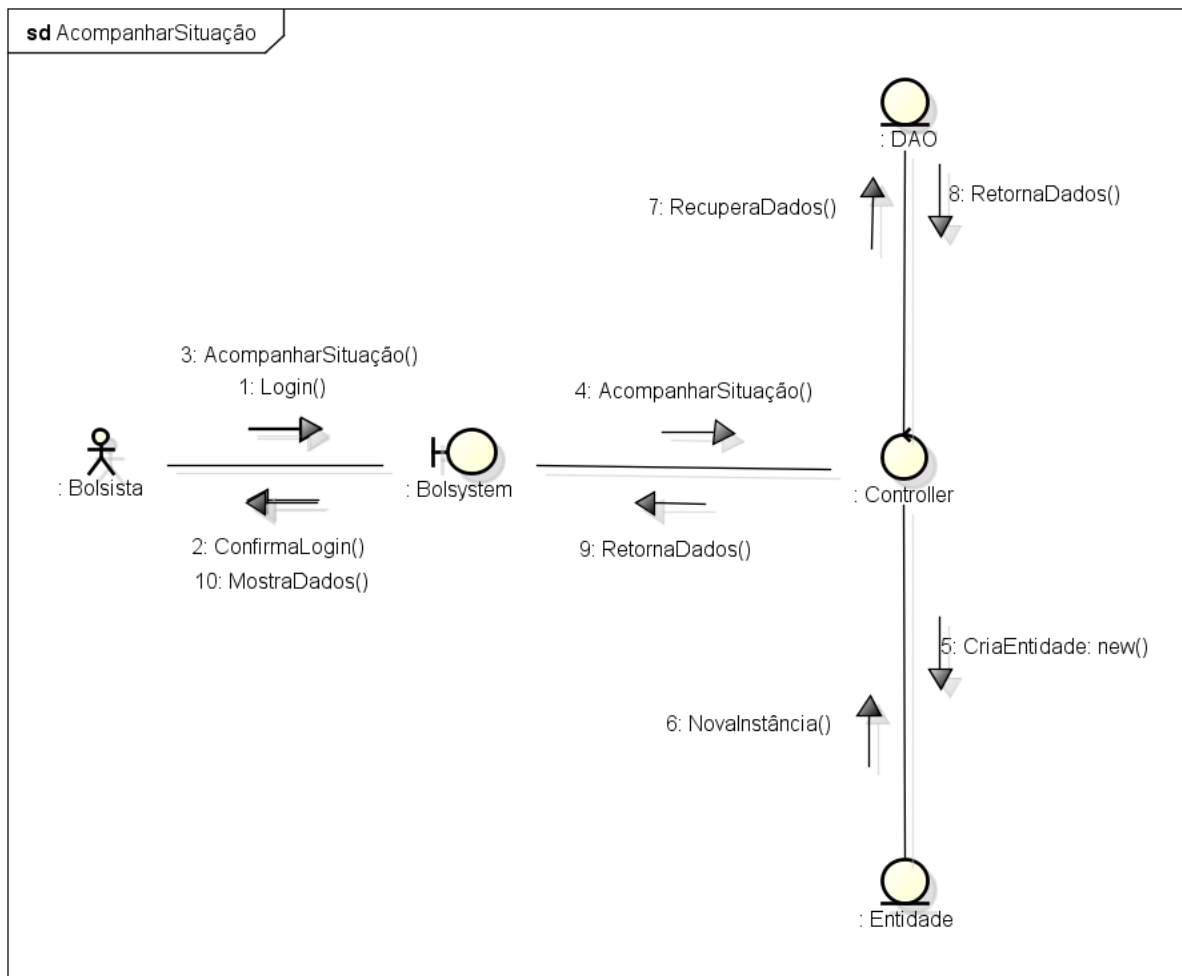 sd AcompanharSituação
: DAO
7: RecuperaDados()
8: RetornaDados()
3: AcompanharSituação()
1: Login()
4: AcompanharSituação()
: Bolsista
: Bolsystem
: Controller
2: ConfirmaLogin()
9: RetornaDados()
10: MostraDados()
5: CriaEntidade: new()
6: NovaInstância()
: Entidade